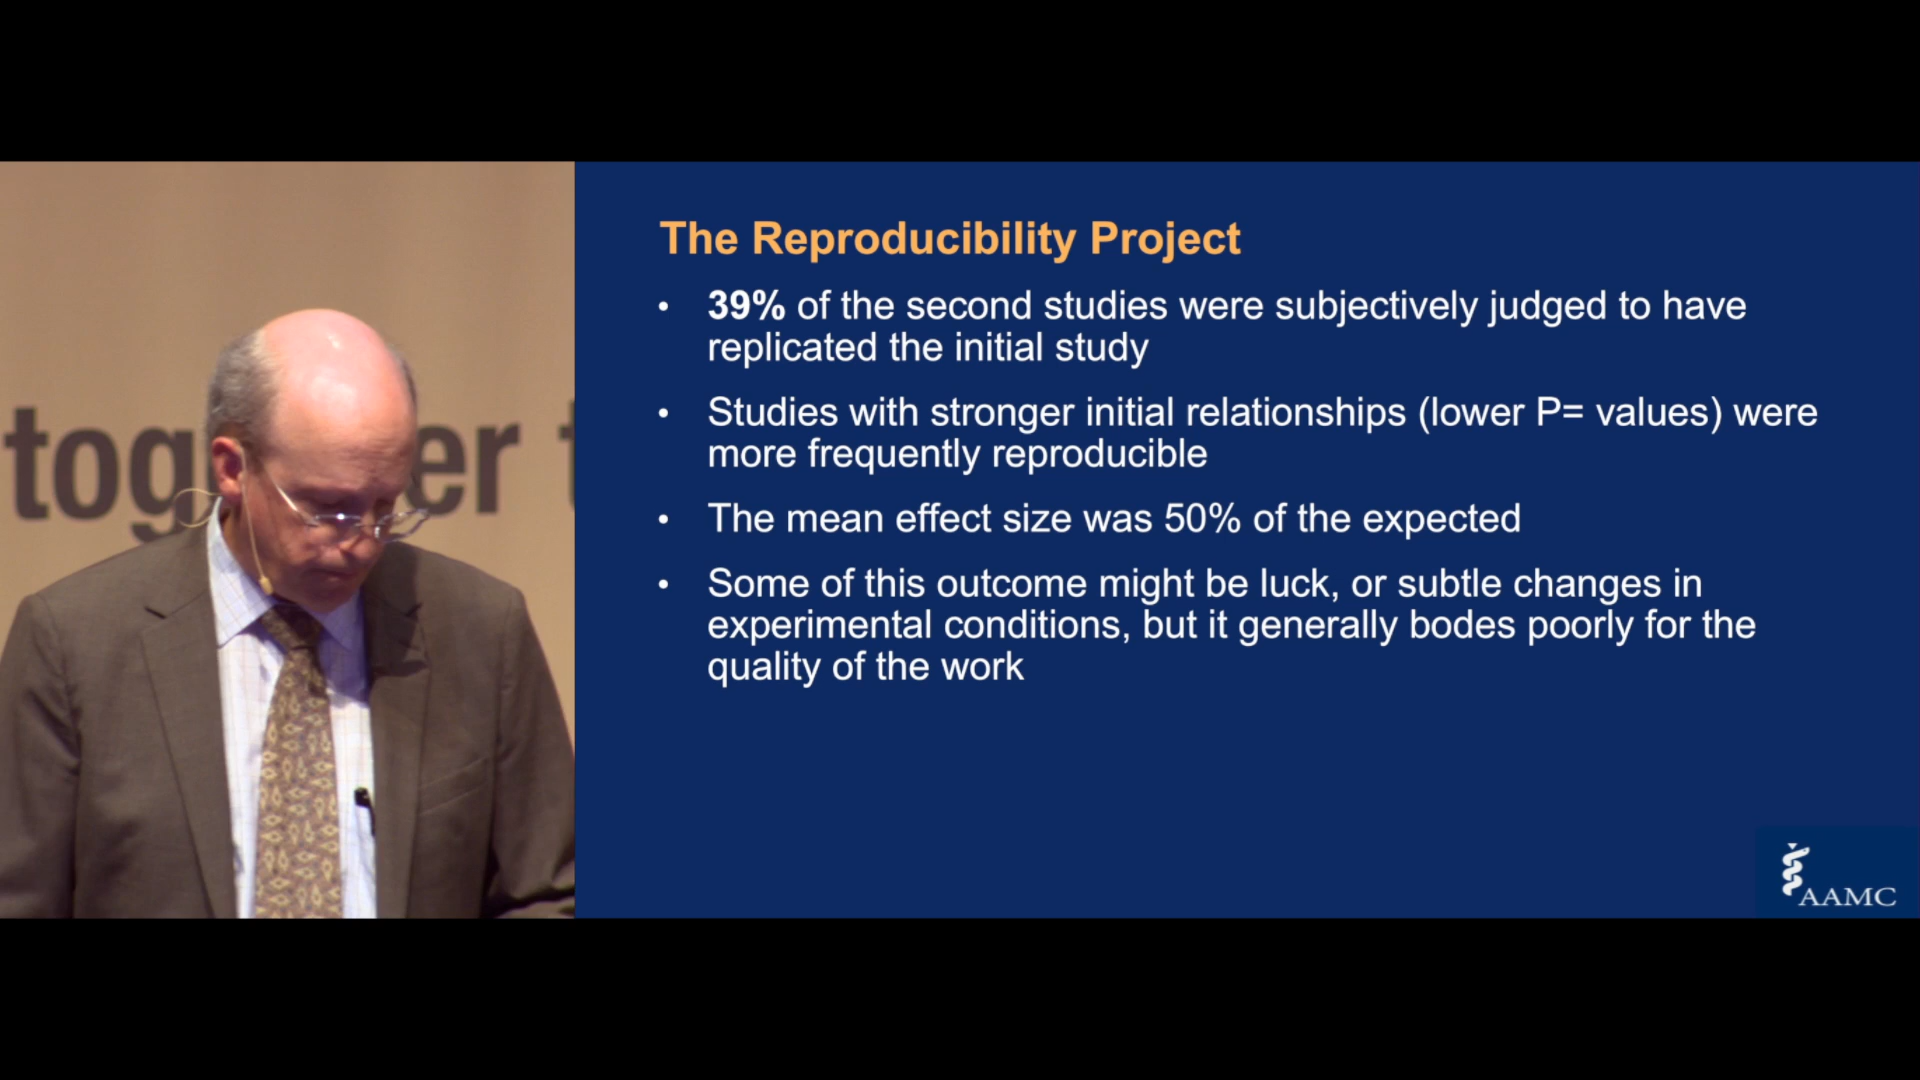 The Reproducibility Project
• 39% of the second studies were subjectively judged to have
replicated the initial study
• Studies with stronger initial relationships (lower P= values) were
more frequently reproducible
• The mean effect size was 50% of the expected
• Some of this outcome might be luck, or subtle changes in
experimental conditions, but it generally bodes poorly for the
quality of the work
AAMC